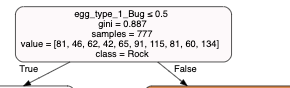 egg_type_1_Bug ≤ 0.5
gini = 0.887
samples = 777
value = [81, 46, 62, 42, 65, 91, 115, 81, 60, 134]
class = Rock
True False